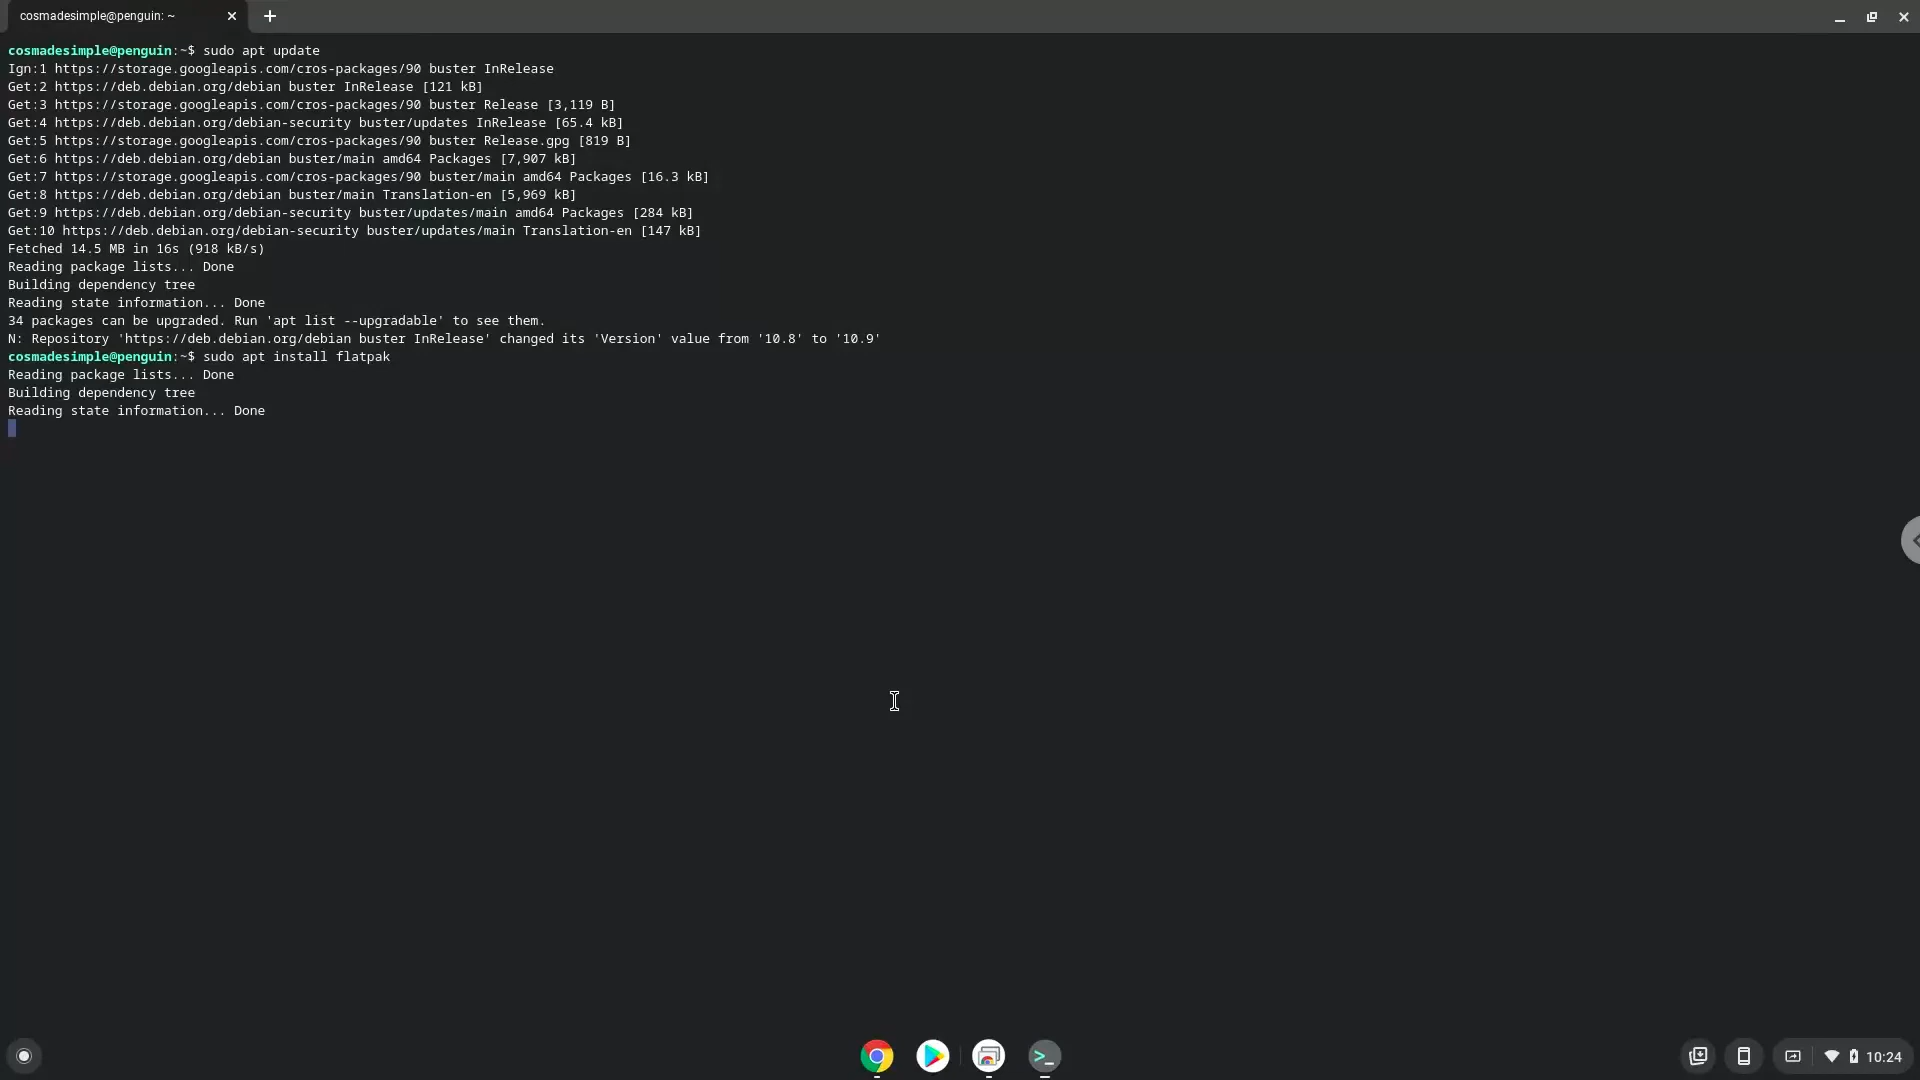 cosmadesimple@penguin: ~
cosmadesimple@penguin:~$ sudo apt update
Ign:1 https://storage.googleapis.com/cros-packages/90 buster InRelease
Get:2 https://deb.debian.org/debian buster InRelease [121 kB]
Get:3 https://storage.googleapis.com/cros-packages/90 buster Release [3,119 B]
Get:4 https://deb.debian.org/debian-security buster/updates InRelease [65.4 kB]
Get:5 https://storage.googleapis.com/cros-packages/90 buster Release.gpg [819 B]
Get:6 https://deb.debian.org/debian buster/main amd64 Packages [7,907 kB]
Get:7 https://storage.googleapis.com/cros-packages/90 buster/main amd64 Packages [16.3 kB]
Get:8 https://deb.debian.org/debian buster/main Translation-en [5,969 kB]
Get:9 https://deb.debian.org/debian-security buster/updates/main amd64 Packages [284 kB]
Get:10 https://deb.debian.org/debian-security buster/updates/main Translation-en [147 kB]
Fetched 14.5 MB in 16s (918 kB/s)
Reading package lists... Done
Building dependency tree
Reading state information... Done
34 packages can be upgraded. Run 'apt list --upgradable' to see them.
N: Repository 'https://deb.debian.org/debian buster InRelease' changed its 'Version' value from '10.8' to '10.9'
cosmadesimple@penguin:~$ sudo apt install flatpak
Reading package lists... Done
Building dependency tree
Reading state information... Done
10:24